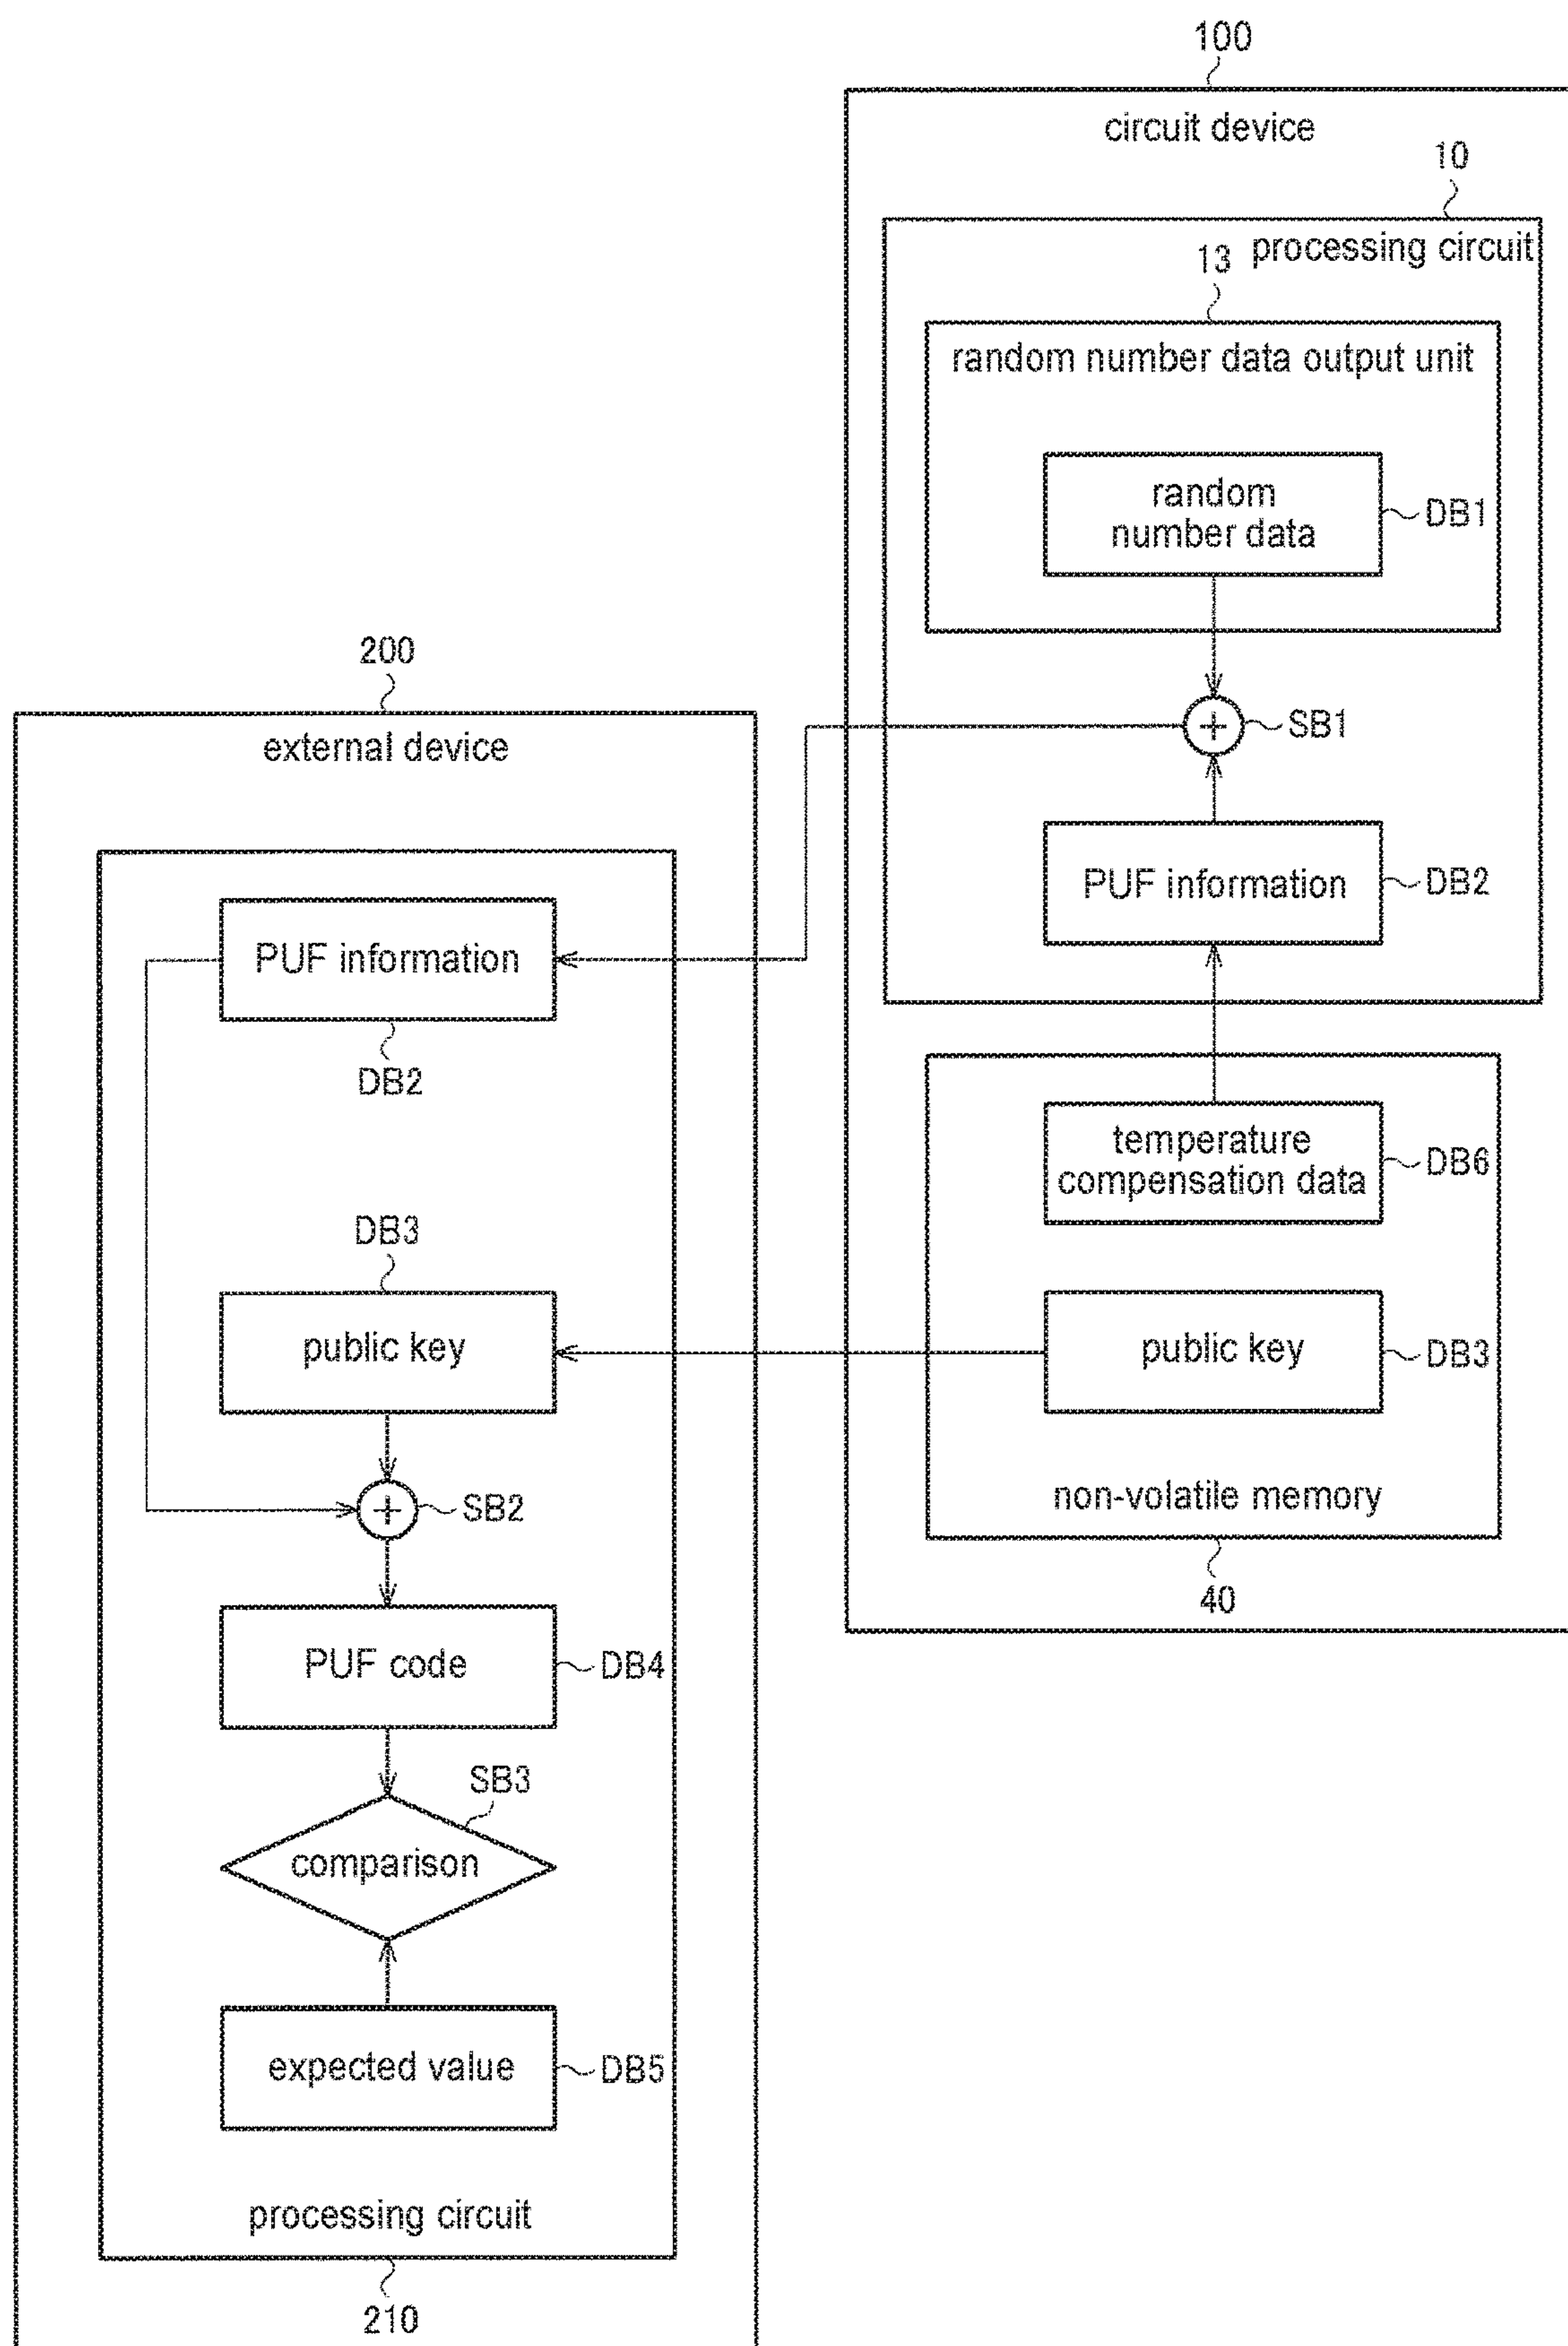 100
circuit device
10
processing circuit
13
random number data output unit
random
number data
DB1
SB1
PUF information
DB2
temperature
compensation data
DB6
public key
DB3
non-volatile memory
40
200
external device
PUF information
DB2
DB3
public key
SB2
PUF code
DB4
SB3
comparison
expected value
DB5
processing circuit
210